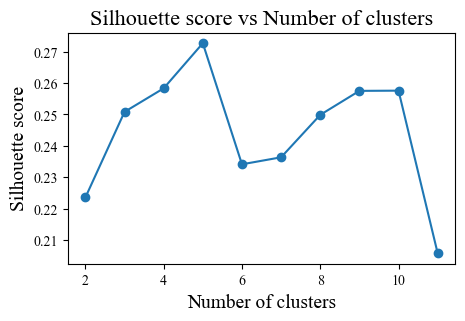 Silhouette score vs Number of clusters
Silhouette score
0.27
0.26
0.25
0.24
0.23
0.22
0.21
2 4 6 8 10
Number of clusters